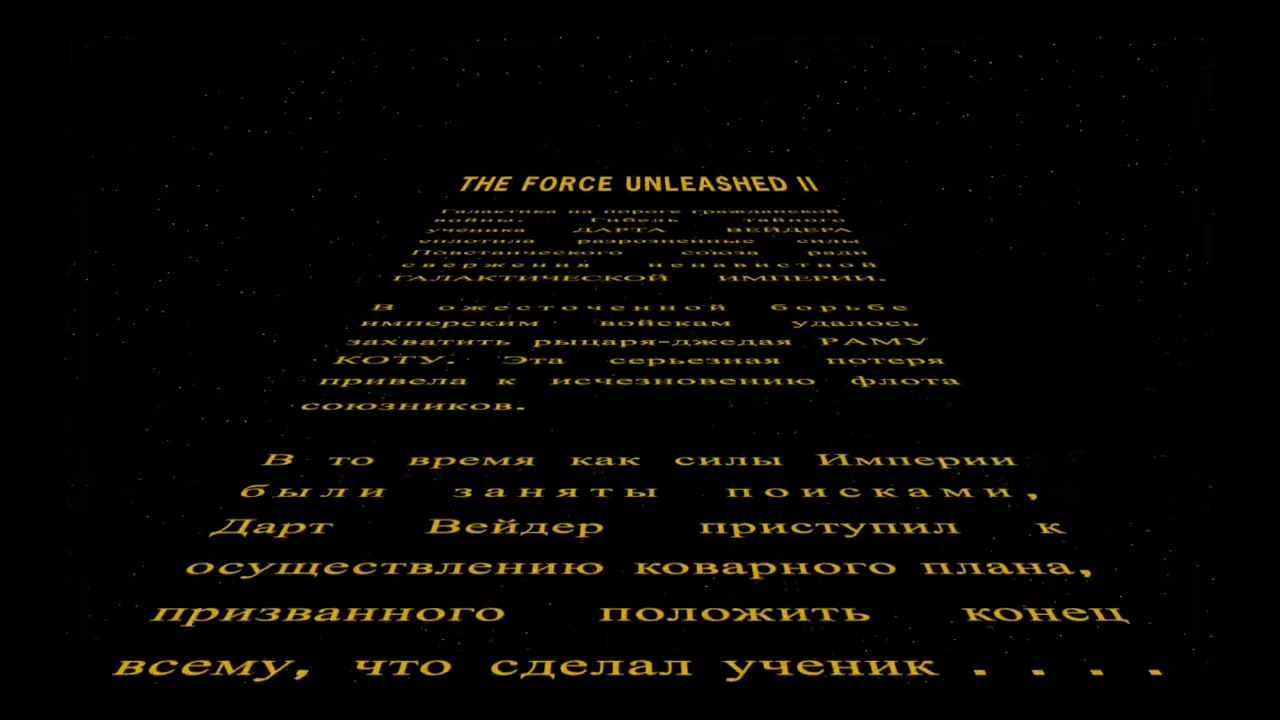 THE FORCE UNLEASHED II
Галактика на пороге гражданской
войны. Гибель тайного
ученика ДАРТА ВЕЙДЕРА
сплотила разрозненные силы
Повстанческого союза ради
свержения ненавистной
ГАЛАКТИЧЕСКОЙ ИМПЕРИИ.
В ожесточенной борьбе
имперским войскам удалось
захватить рыцаря-джедая РАМУ
КОТУ. Эта серьезная потеря
привела к исчезновению флота
союзников.
В то время как силы Империи
были заняты поисками,
Дарт Вейдер приступил к
осуществлению коварного плана,
призванного положить конец
всему, что сделал ученик . . . .